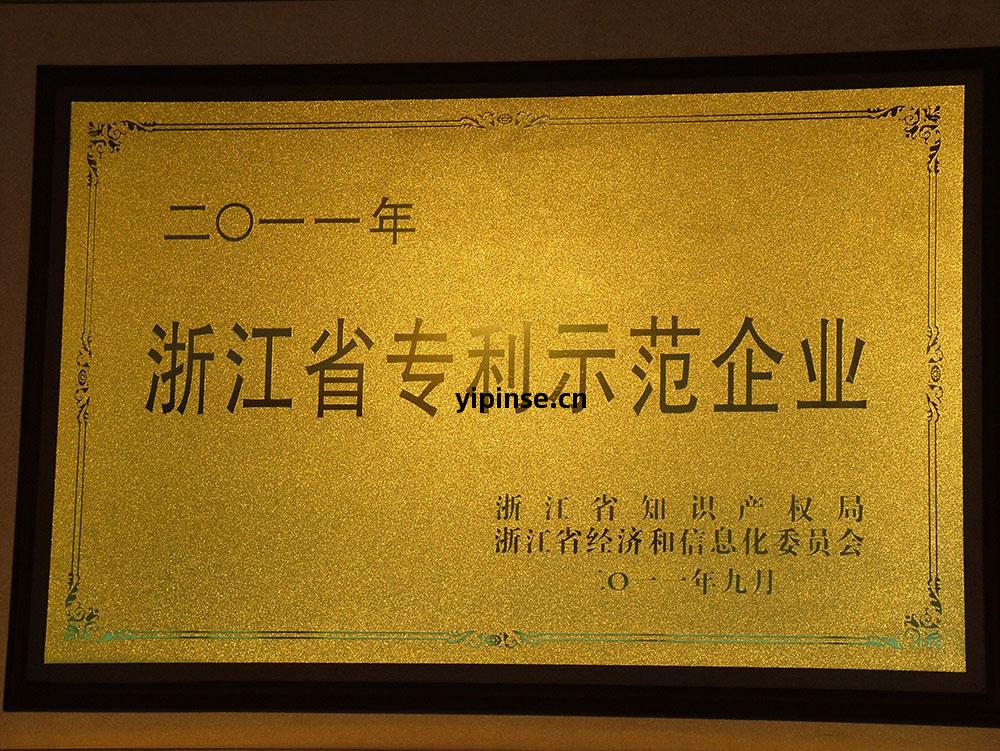 二〇一一年
浙江省专利示范企业
yipinse.cn
浙江省知识产权局
浙江省经济和信息化委员会
二〇一一年九月